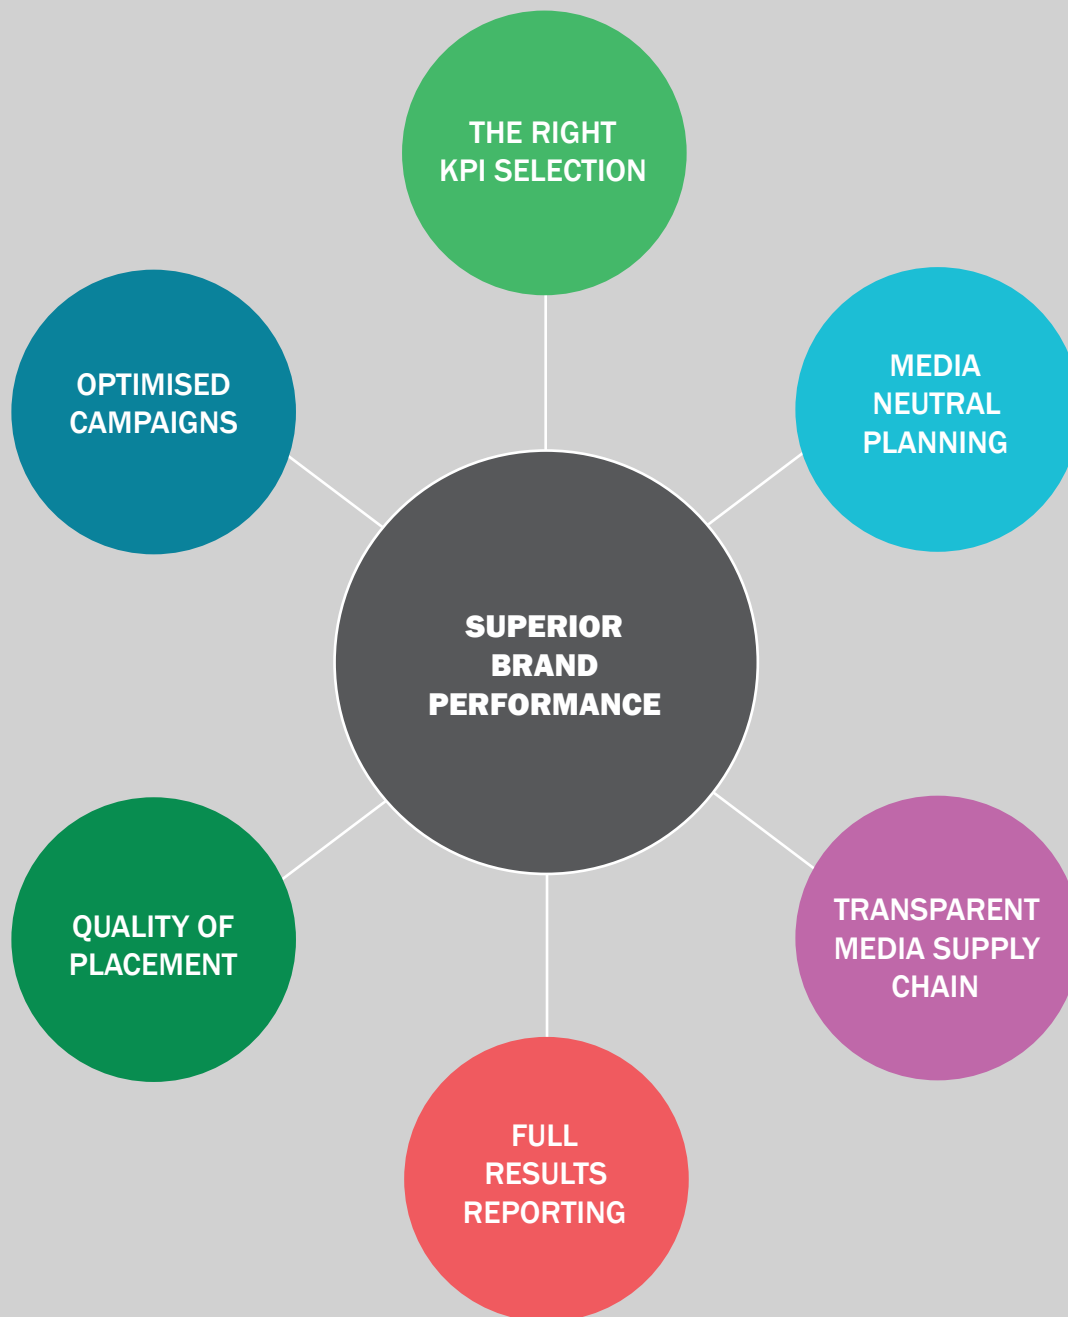 THE RIGHT
KPI SELECTION
OPTIMISED
CAMPAIGNS
MEDIA
NEUTRAL
PLANNING
SUPERIOR
BRAND
PERFORMANCE
QUALITY OF
PLACEMENT
TRANSPARENT
MEDIA SUPPLY
CHAIN
FULL
RESULTS
REPORTING